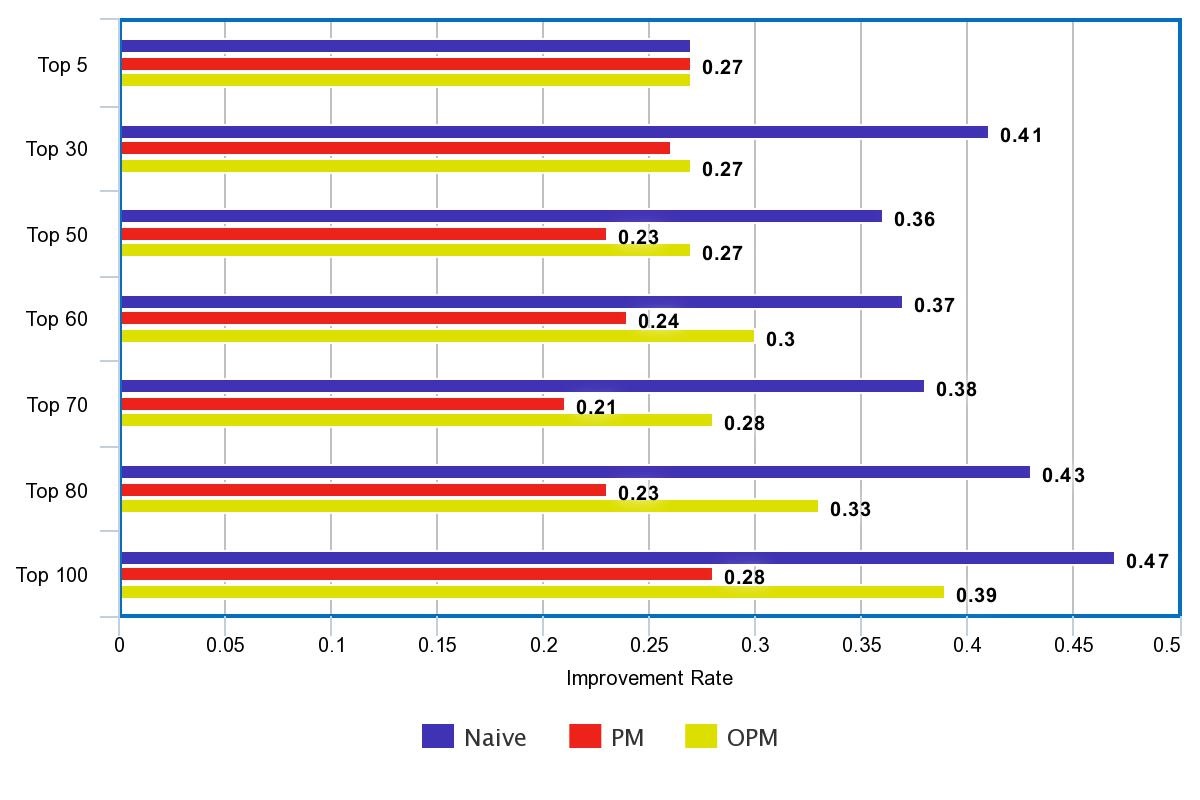 Top 5
0.27
Top 30
0.41
0.27
Top 50
0.36
0.23
0.27
Top 60
0.37
0.24
0.3
Top 70
0.38
0.21
0.28
Top 80
0.43
0.23
0.33
Top 100
0.47
0.28
0.39
0 0.05 0.1 0.15 0.2 0.25 0.3 0.35 0.4 0.45 0.5
Improvement Rate
Naive PM OPM